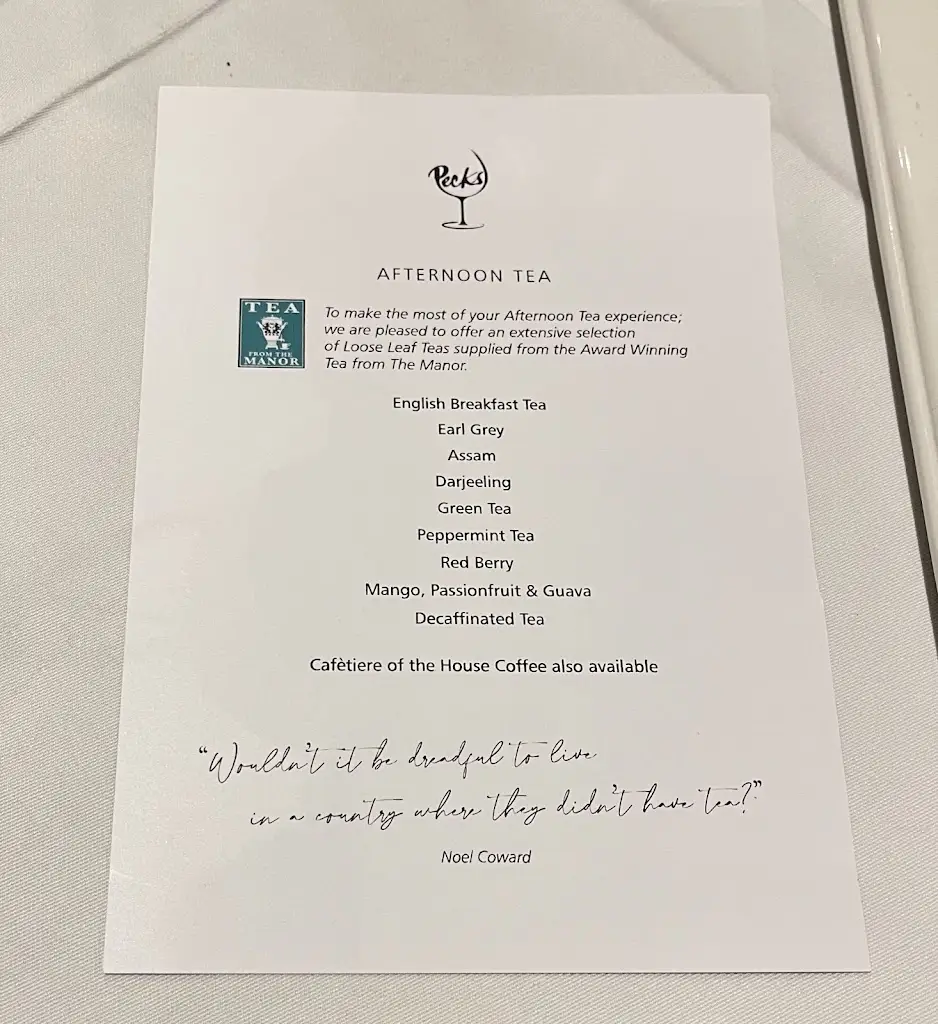 Pecks
AFTERNOON TEA
TEA
FROM THE
MANOR
To make the most of your Afternoon Tea experience;
we are pleased to offer an extensive selection
of Loose Leaf Teas supplied from the Award Winning
Tea from The Manor.
English Breakfast Tea
Earl Grey
Assam
Darjeeling
Green Tea
Peppermint Tea
Red Berry
Mango, Passionfruit & Guava
Decaffinated Tea
Cafètiere of the House Coffee also available
“Wouldn't it be dreadful to live
in a country where they didn't have tea?”
Noel Coward